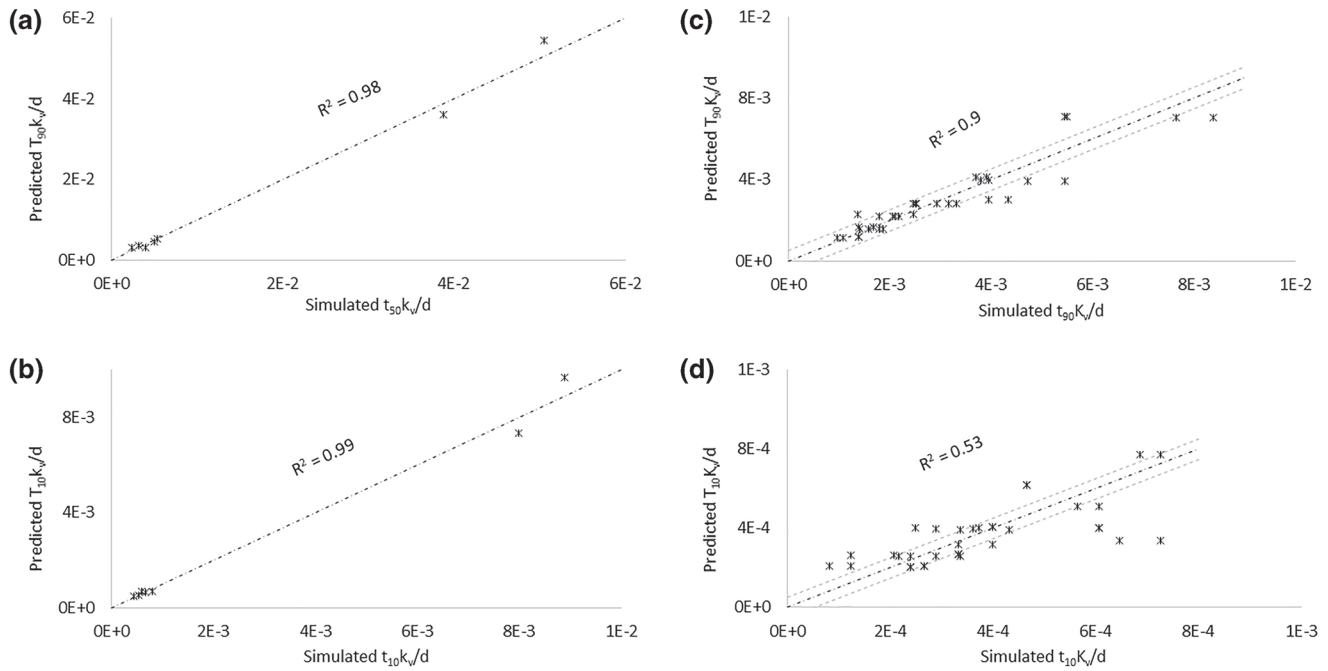 (a)
6E-2
4E-2
2E-2
0E+0
Predicted T₉₀kᵥ/d
R² = 0.98
0E+0 2E-2 4E-2 6E-2
Simulated t₅₀kᵥ/d
(c)
1E-2
8E-3
4E-3
0E+0
Predicted T₉₀Kᵥ/d
R² = 0.9
0E+0 2E-3 4E-3 6E-3 8E-3 1E-2
Simulated t₉₀Kᵥ/d
(b)
8E-3
4E-3
0E+0
Predicted T₁₀kᵥ/d
R² = 0.99
0E+0 2E-3 4E-3 6E-3 8E-3 1E-2
Simulated t₁₀kᵥ/d
(d)
1E-3
8E-4
4E-4
0E+0
Predicted T₁₀Kᵥ/d
R² = 0.53
0E+0 2E-4 4E-4 6E-4 8E-4 1E-3
Simulated t₁₀Kᵥ/d